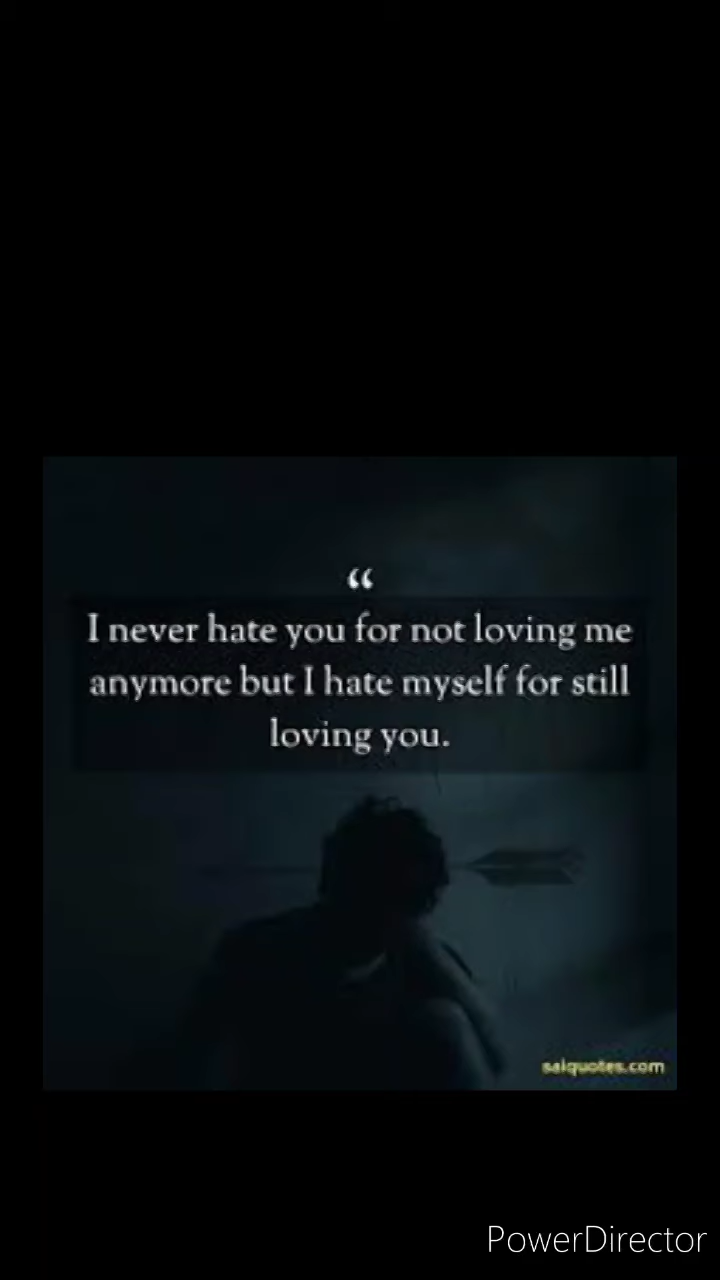 “
I never hate you for not loving me
anymore but I hate myself for still
loving you.
saiquotes.com
PowerDirector